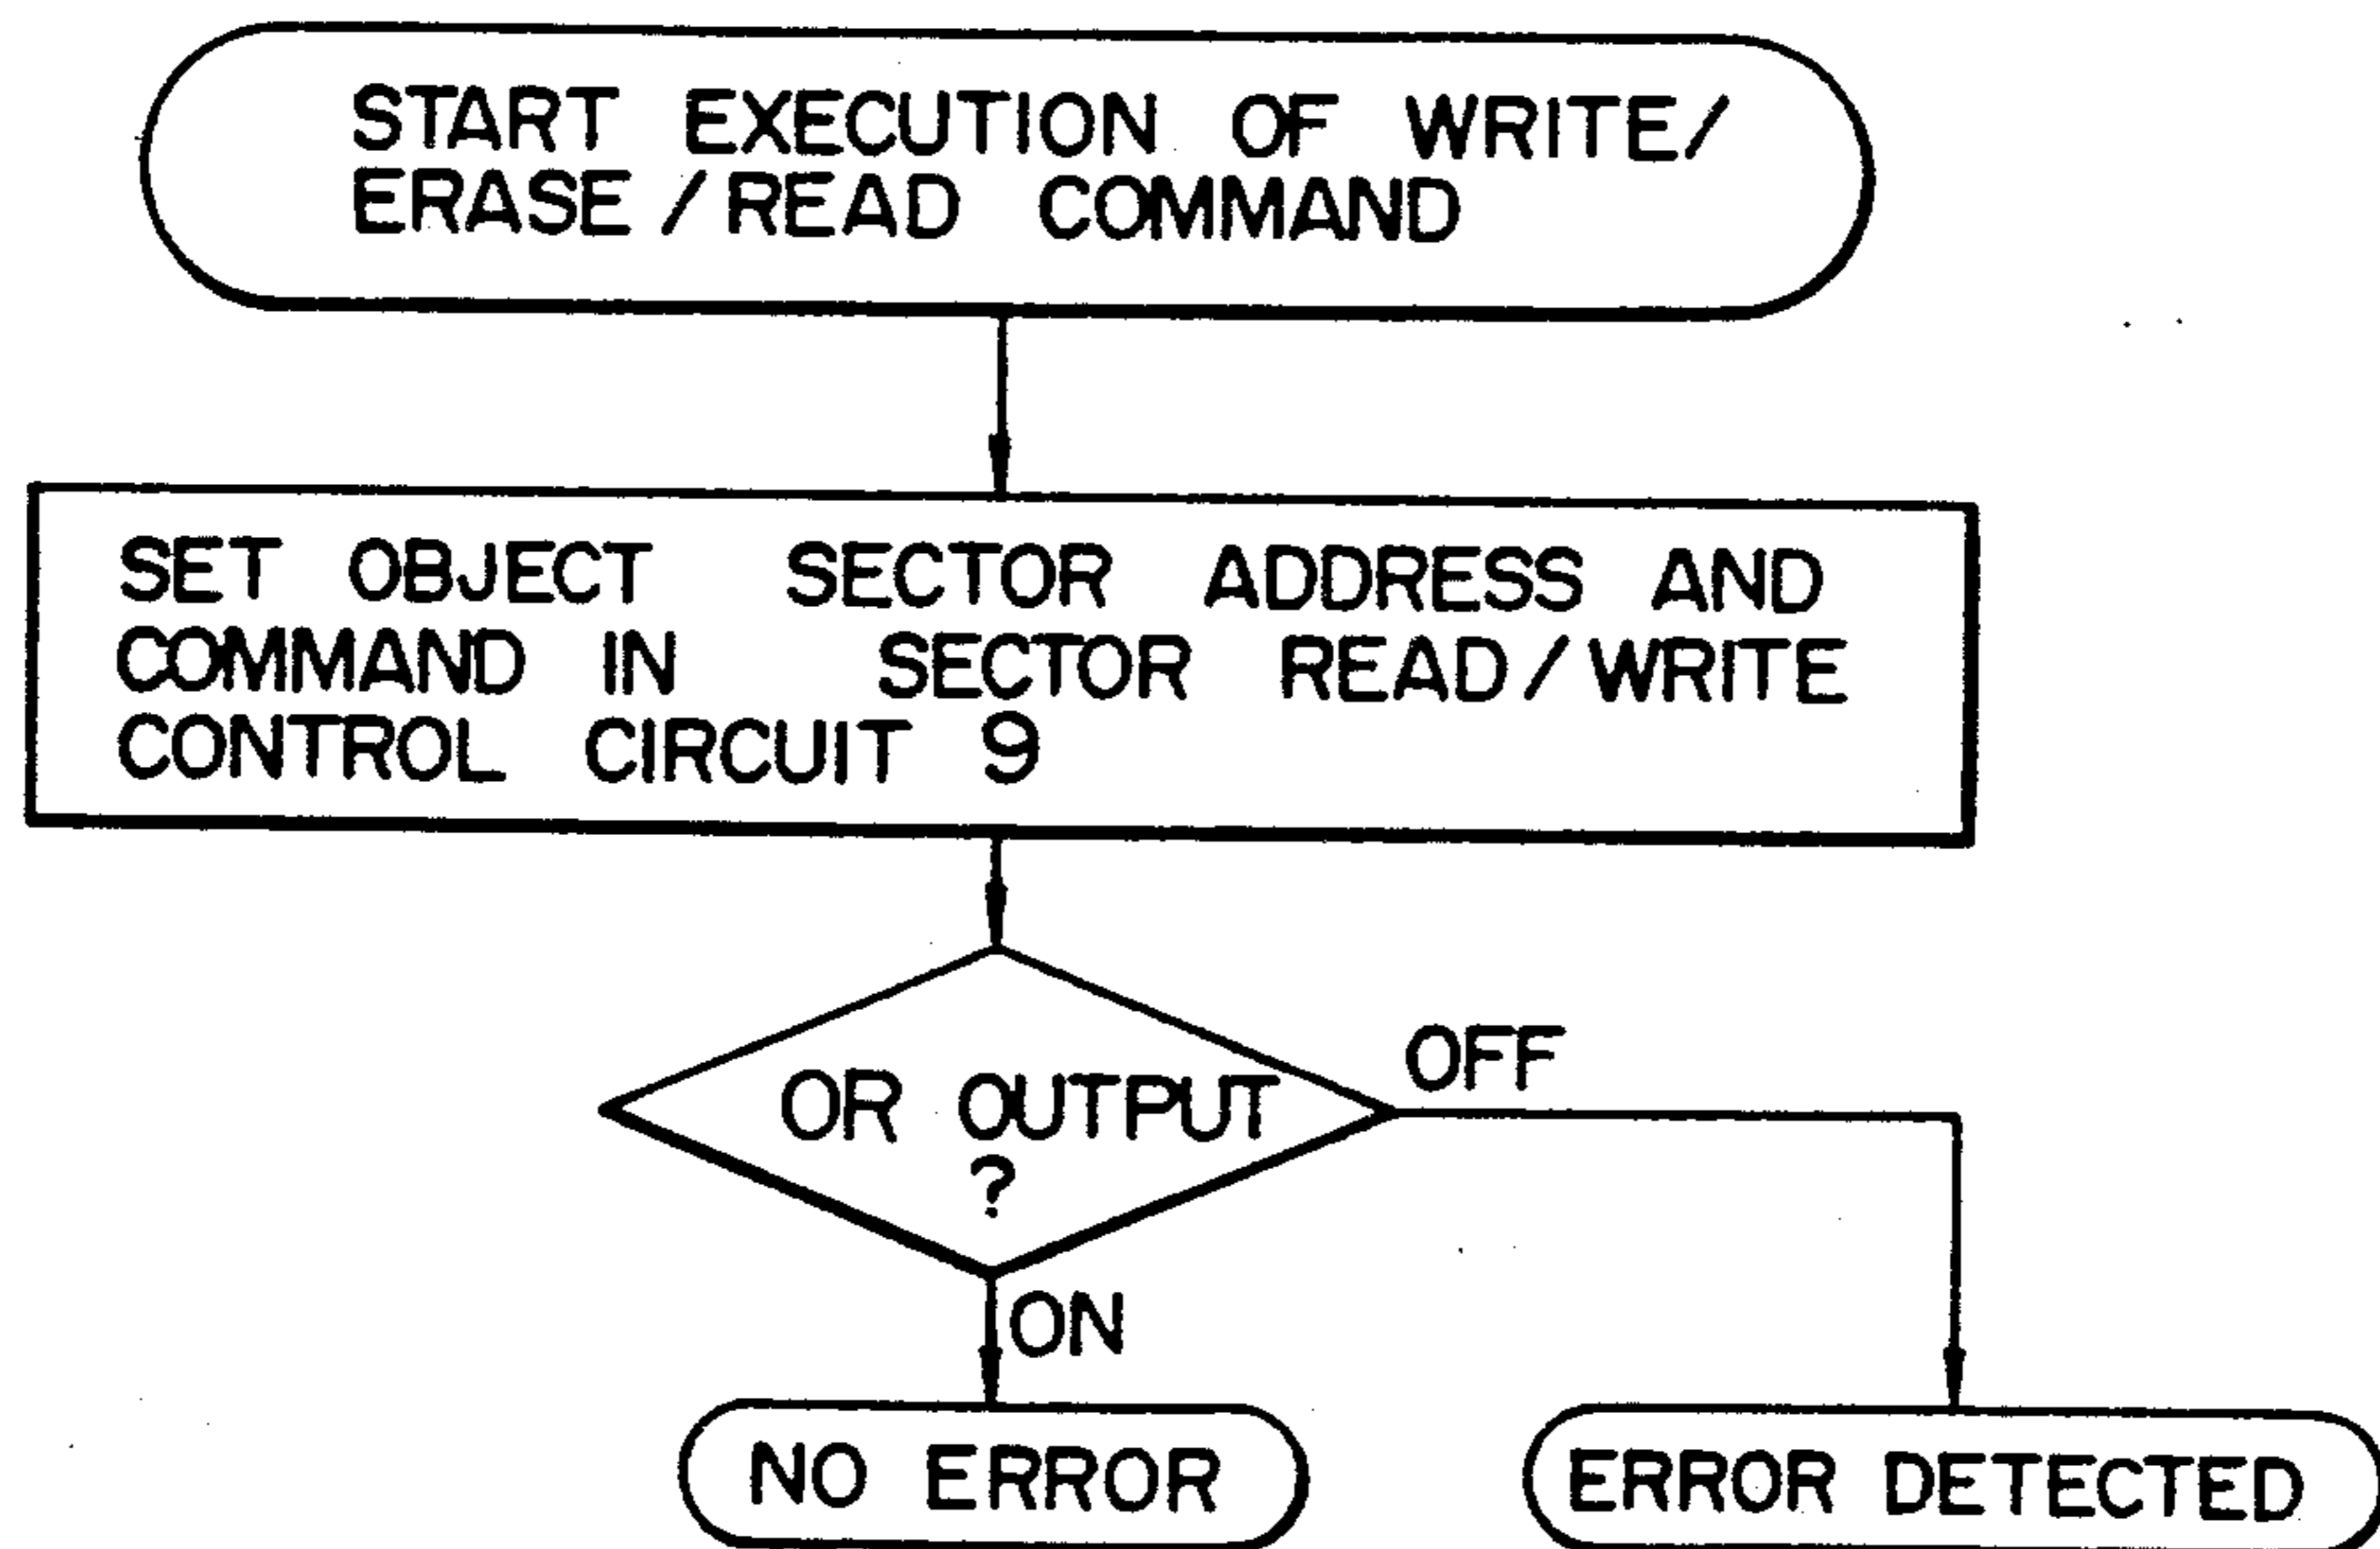 START EXECUTION OF WRITE/
ERASE/READ COMMAND
SET OBJECT SECTOR ADDRESS AND
COMMAND IN SECTOR READ/WRITE
CONTROL CIRCUIT 9
OR OUTPUT
?
OFF
ON
NO ERROR
ERROR DETECTED